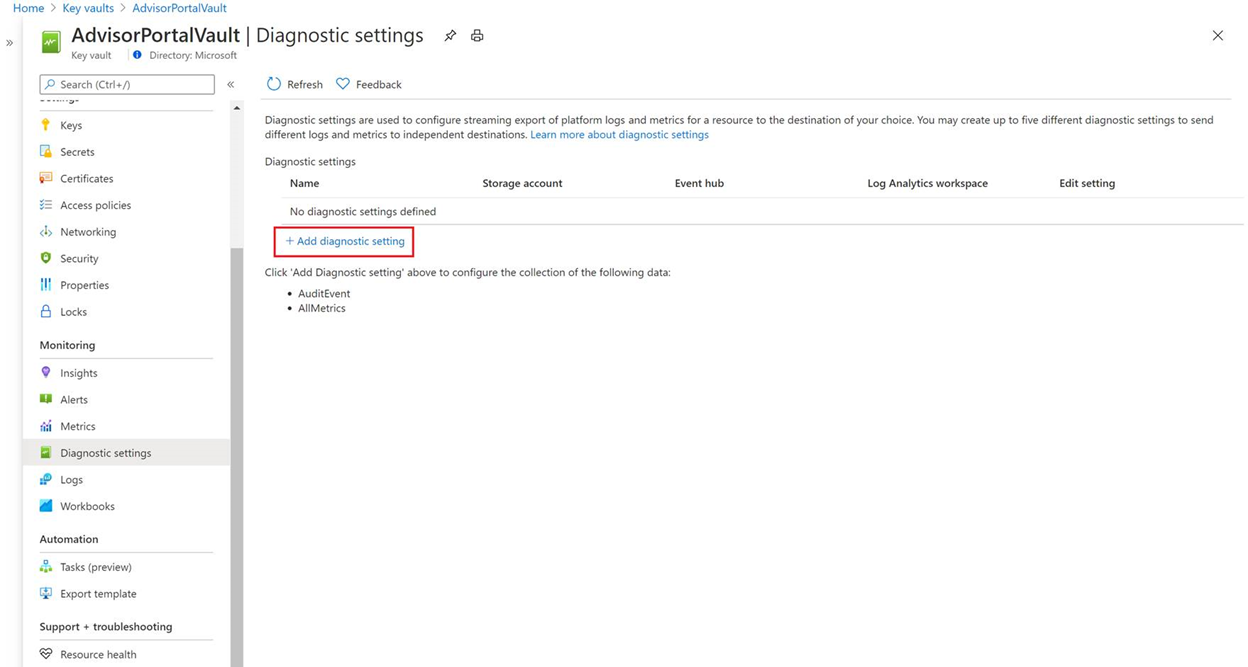 Home > Key vaults > AdvisorPortalVault
»
AdvisorPortalVault | Diagnostic settings
Key vault
Directory: Microsoft
Search (Ctrl+/)
«
Refresh
Feedback
Settings
Keys
Secrets
Certificates
Access policies
Networking
Security
Properties
Locks
Monitoring
Insights
Alerts
Metrics
Diagnostic settings
Logs
Workbooks
Automation
Tasks (preview)
Export template
Support + troubleshooting
Resource health
Diagnostic settings are used to configure streaming export of platform logs and metrics for a resource to the destination of your choice. You may create up to five different diagnostic settings to send
different logs and metrics to independent destinations. Learn more about diagnostic settings
Diagnostic settings
Name Storage account Event hub Log Analytics workspace Edit setting
No diagnostic settings defined
+ Add diagnostic setting
Click 'Add Diagnostic setting' above to configure the collection of the following data:
• AuditEvent
• AllMetrics